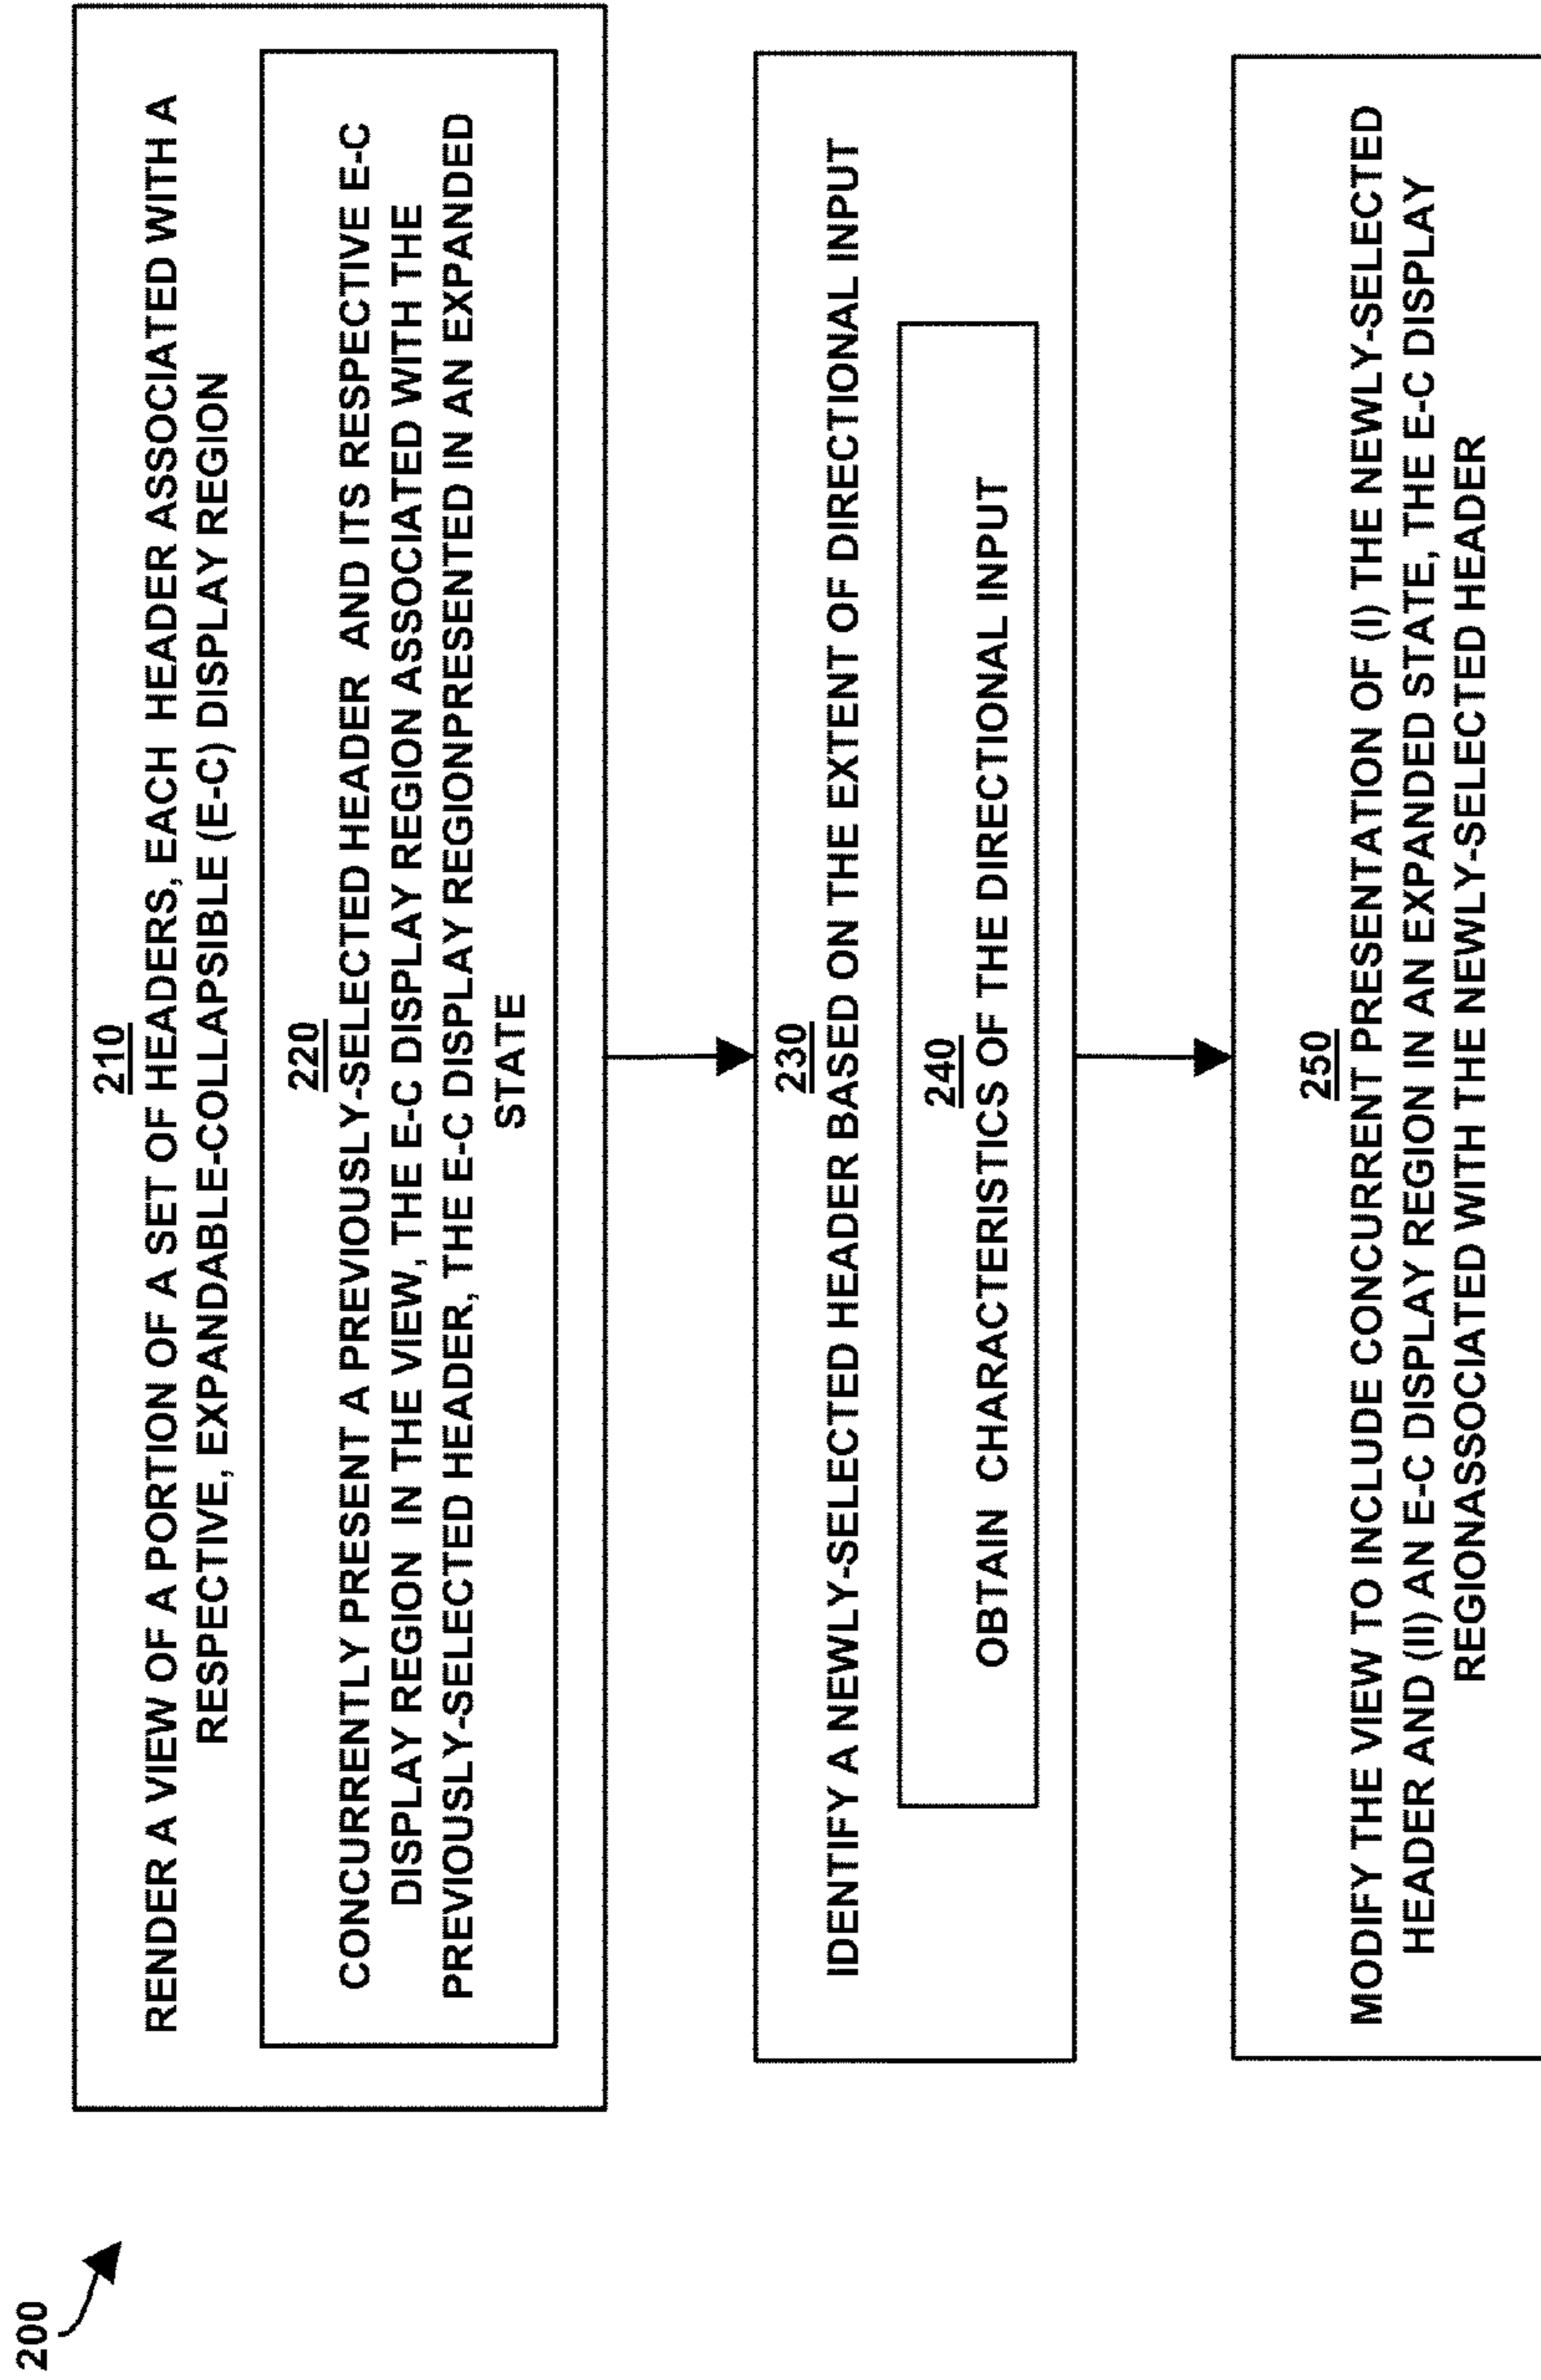 200
210
RENDER A VIEW OF A PORTION OF A SET OF HEADERS, EACH HEADER ASSOCIATED WITH A
RESPECTIVE, EXPANDABLE-COLLAPSIBLE (E-C) DISPLAY REGION
220
CONCURRENTLY PRESENT A PREVIOUSLY-SELECTED HEADER AND ITS RESPECTIVE E-C
DISPLAY REGION IN THE VIEW, THE E-C DISPLAY REGION ASSOCIATED WITH THE
PREVIOUSLY-SELECTED HEADER, THE E-C DISPLAY REGIONPRESENTED IN AN EXPANDED
STATE
230
IDENTIFY A NEWLY-SELECTED HEADER BASED ON THE EXTENT OF DIRECTIONAL INPUT
240
OBTAIN CHARACTERISTICS OF THE DIRECTIONAL INPUT
250
MODIFY THE VIEW TO INCLUDE CONCURRENT PRESENTATION OF (I) THE NEWLY-SELECTED
HEADER AND (II) AN E-C DISPLAY REGION IN AN EXPANDED STATE, THE E-C DISPLAY
REGIONASSOCIATED WITH THE NEWLY-SELECTED HEADER